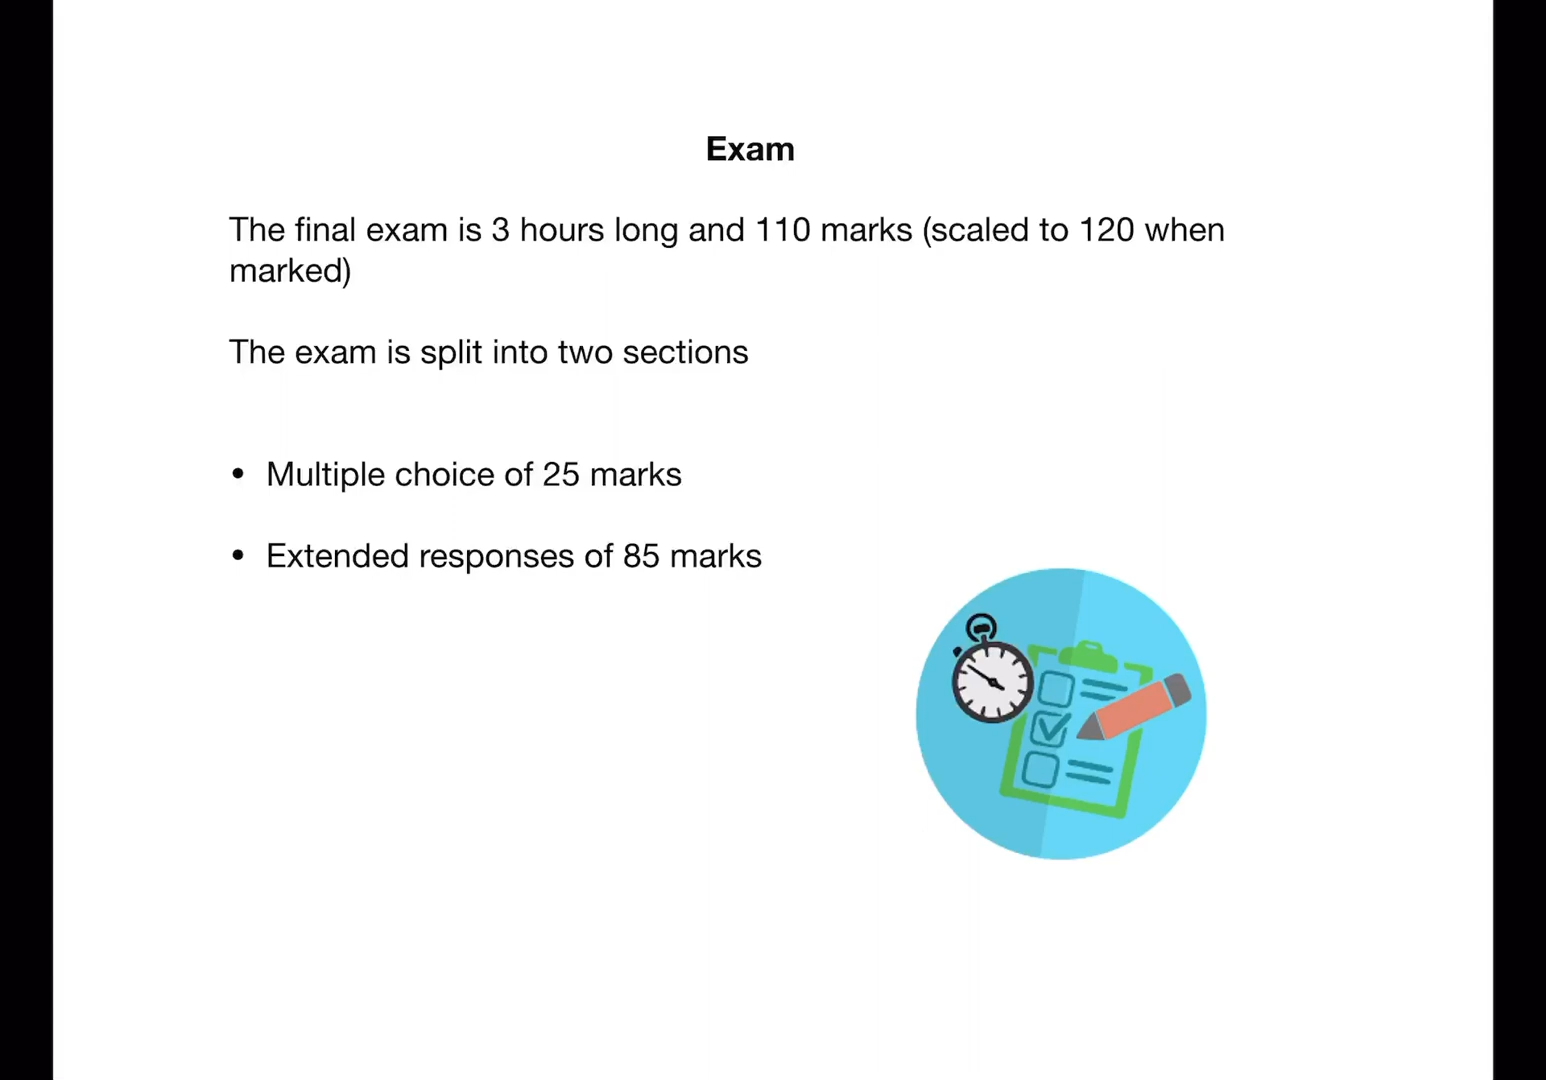 Exam
The final exam is 3 hours long and 110 marks (scaled to 120 when
marked)
The exam is split into two sections
• Multiple choice of 25 marks
• Extended responses of 85 marks